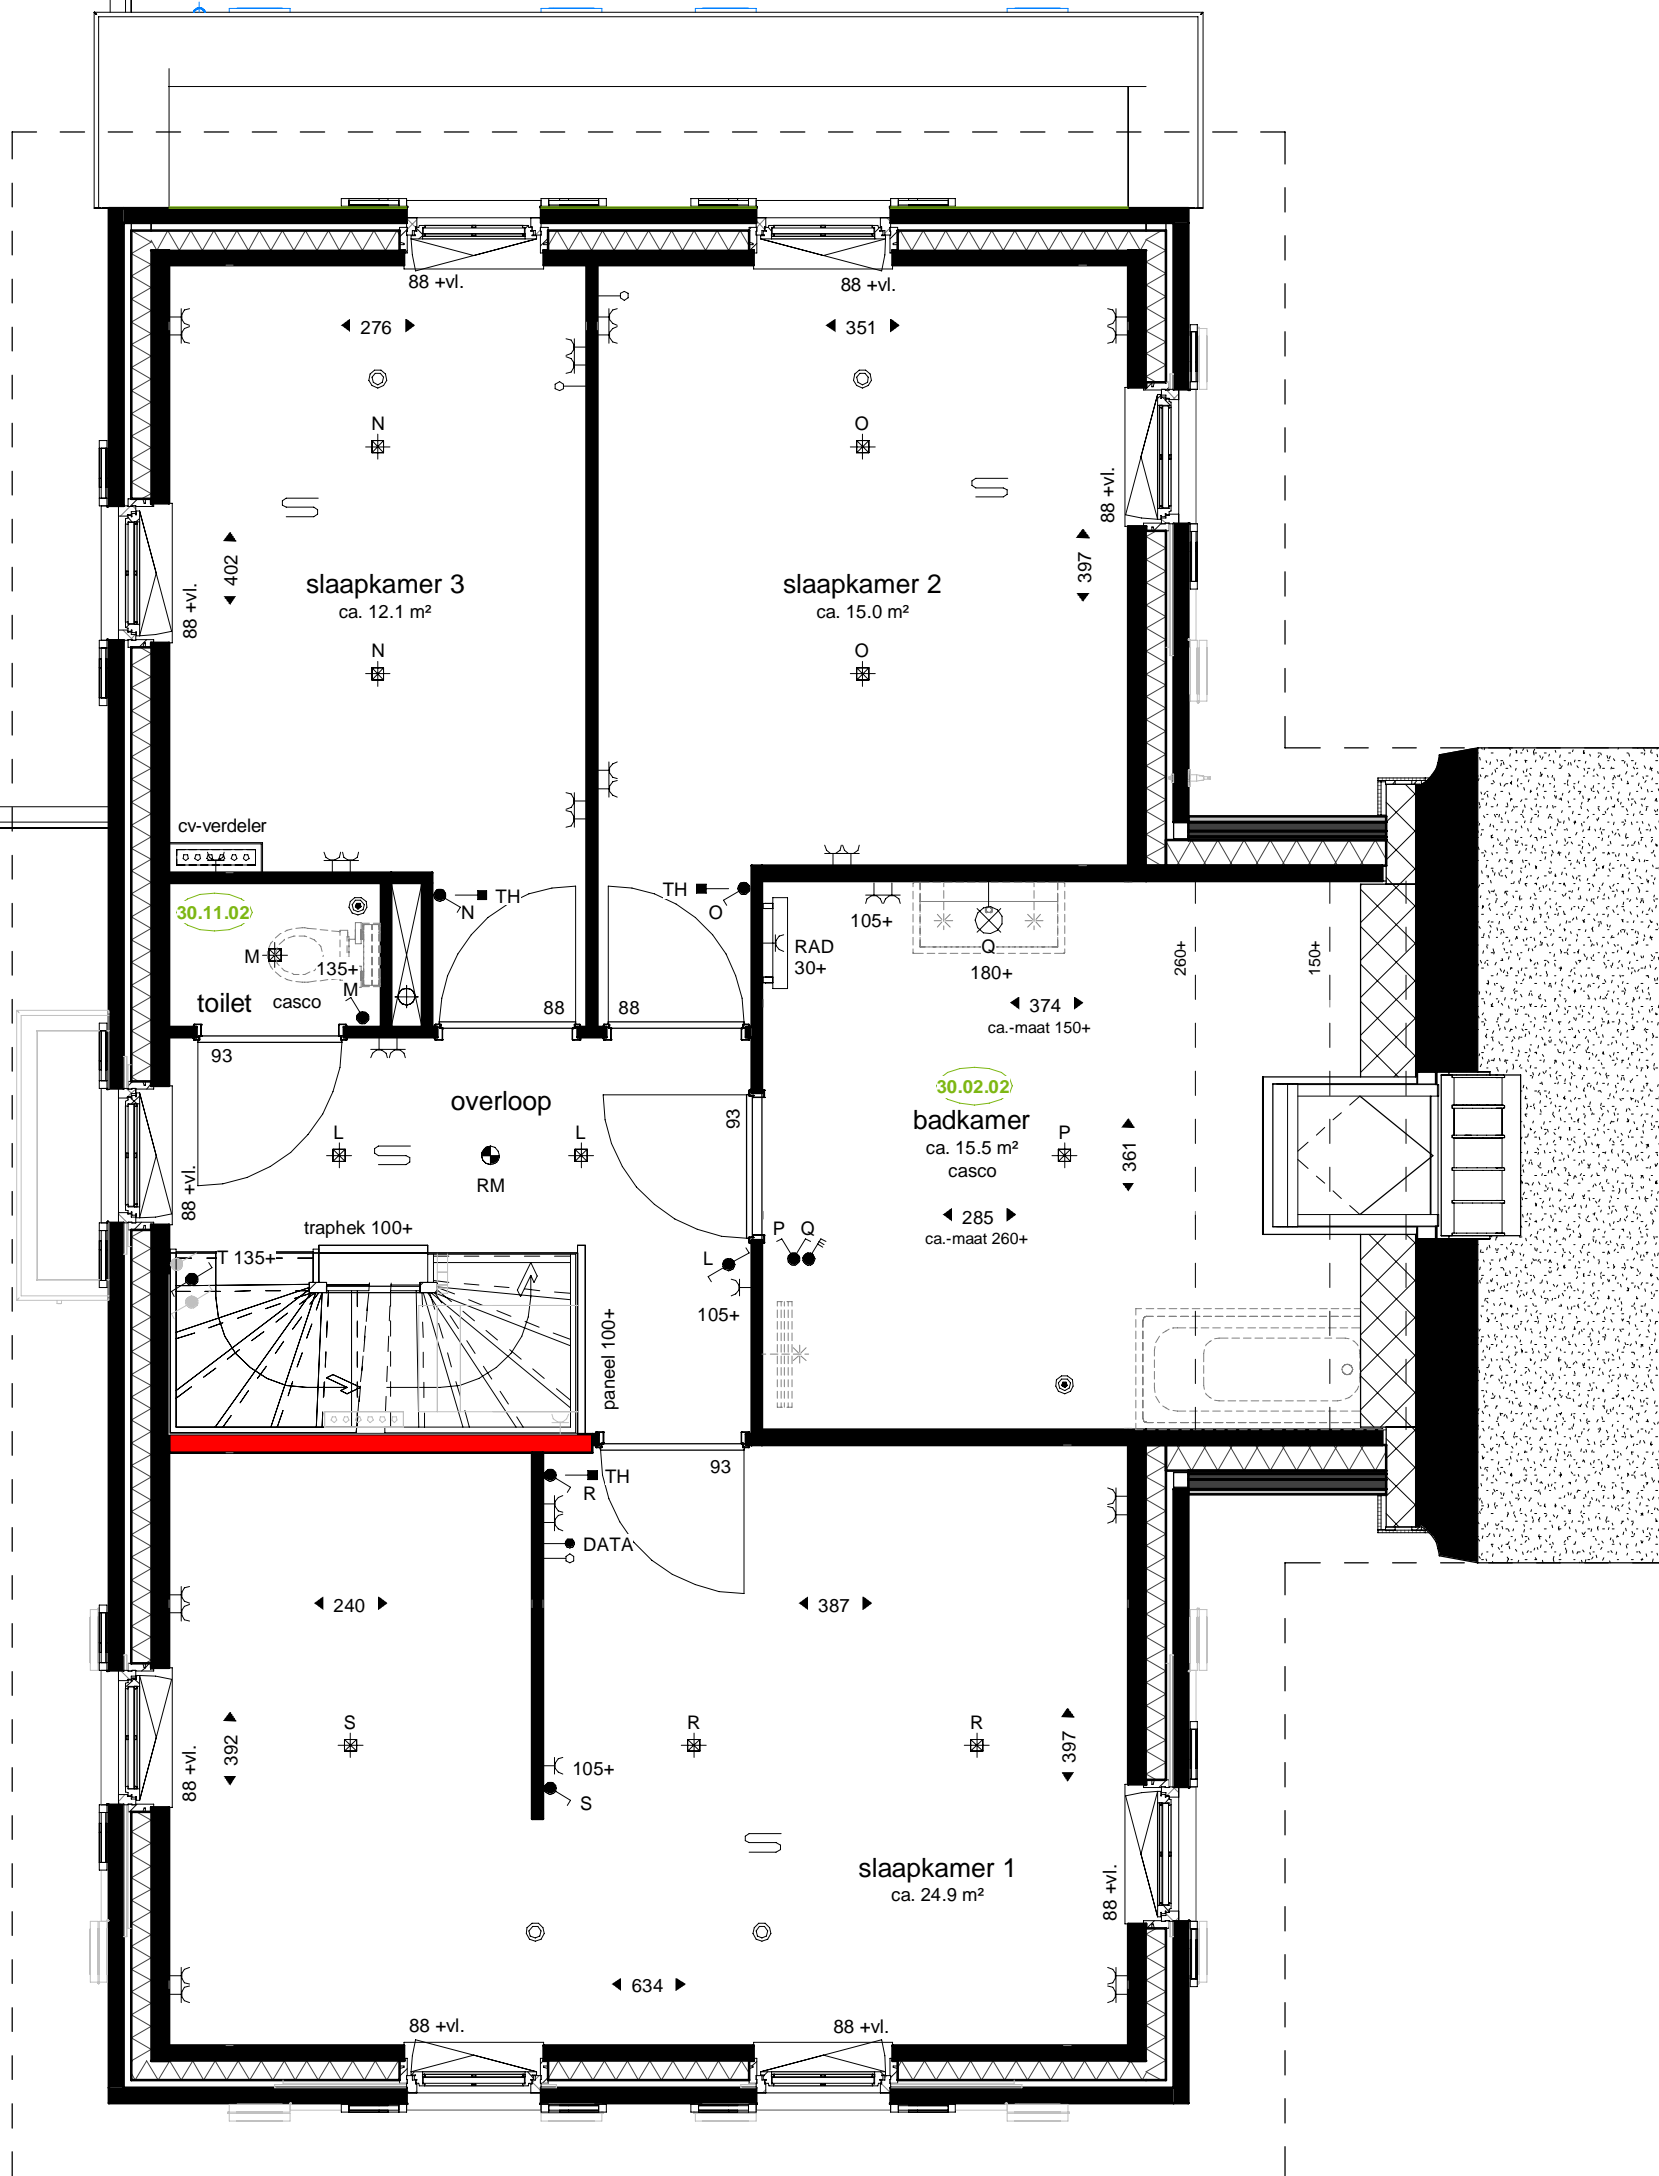 88 +vl.
88 +vl.
276
351
N
O
88 +vl.
402
397
slaapkamer 3
ca. 12.1 m²
slaapkamer 2
ca. 15.0 m²
88 +vl.
N
O
cv-verdeler
TH
N
TH
O
30.11.02
105+
Q
180+
RAD
30+
260+
150+
M
135+
M
toilet
casco
88
88
374
ca.-maat 150+
93
30.02.02
overloop
93
badkamer
ca. 15.5 m²
casco
P
361
L
L
RM
88 +vl.
285
ca.-maat 260+
traphek 100+
T 135+
P
Q
L
105+
paneel 100+
93
TH
R
DATA
240
387
S
R
R
392
397
88 +vl.
105+
S
slaapkamer 1
ca. 24.9 m²
88 +vl.
634
88 +vl.
88 +vl.